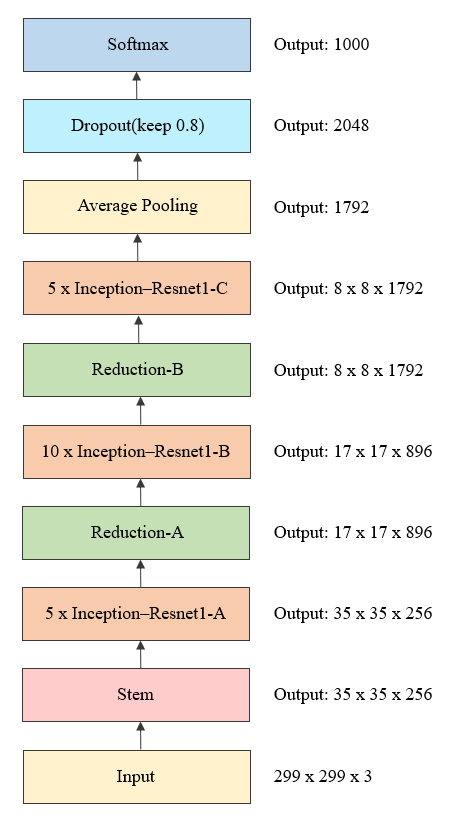 Softmax Output: 1000
Dropout(keep 0.8) Output: 2048
Average Pooling Output: 1792
5 x Inception–Resnet1-C Output: 8 x 8 x 1792
Reduction-B Output: 8 x 8 x 1792
10 x Inception–Resnet1-B Output: 17 x 17 x 896
Reduction-A Output: 17 x 17 x 896
5 x Inception–Resnet1-A Output: 35 x 35 x 256
Stem Output: 35 x 35 x 256
Input 299 x 299 x 3